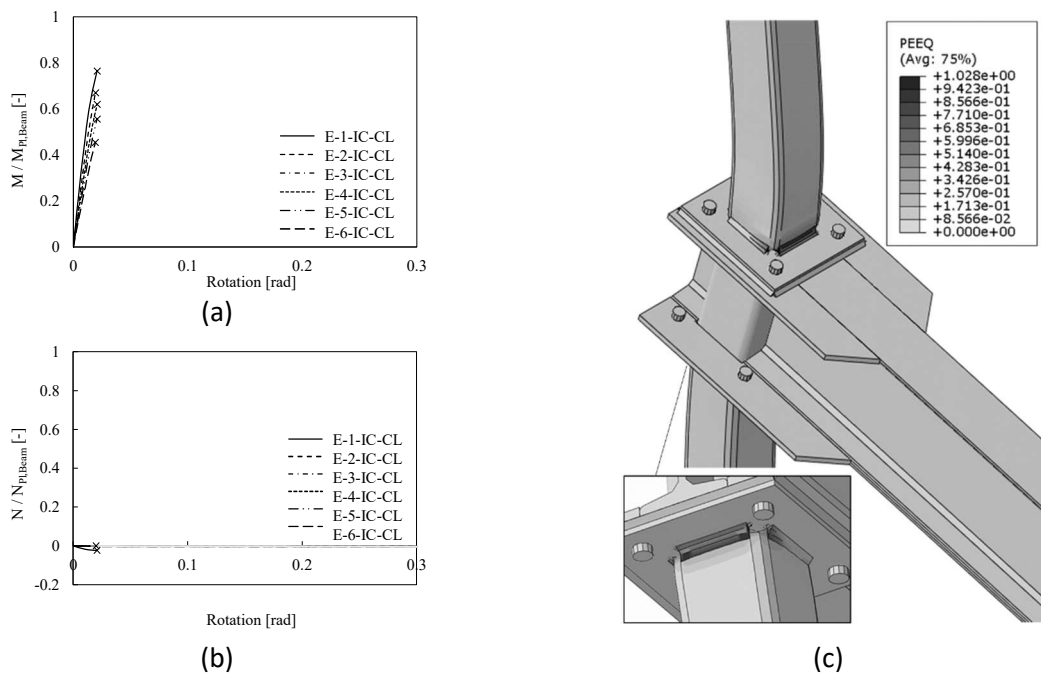 1
0.8
0.6
0.4
0.2
0
M / M_Pl,Beam [-]
E-1-IC-CL
E-2-IC-CL
E-3-IC-CL
E-4-IC-CL
E-5-IC-CL
E-6-IC-CL
0 0.1 0.2 0.3
Rotation [rad]
(a)
1
0.8
0.6
0.4
0.2
0
-0.2
N / N_Pl,Beam [-]
E-1-IC-CL
E-2-IC-CL
E-3-IC-CL
E-4-IC-CL
E-5-IC-CL
E-6-IC-CL
0 0.1 0.2 0.3
Rotation [rad]
(b)
PEEQ
(Avg: 75%)
+1.028e+00
+9.423e-01
+8.566e-01
+7.710e-01
+6.853e-01
+5.996e-01
+5.140e-01
+4.283e-01
+3.426e-01
+2.570e-01
+1.713e-01
+8.566e-02
+0.000e+00
(c)